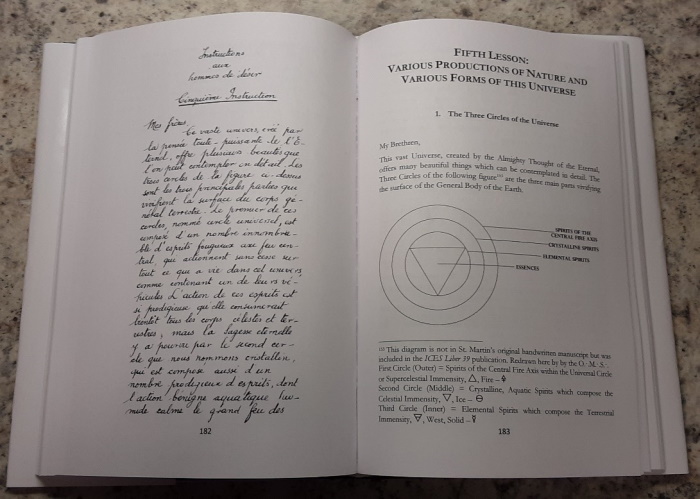 Instructions
aux
hommes de désir
Cinquième Instruction
Mes frères,
Ce vaste univers, créé par
la pensée toute-puissante de l'É-
ternel, offre plusieurs beautés que
l'on peut contempler en détail. Les
trois cercles de la figure ci-dessus
sont les trois principales parties qui
vivifient la surface du corps gé-
néral terrestre. Le premier de ces
cercles, nommé cercle universel, est
composé d'un nombre innombra-
ble d'esprits fougueux axe feu cen-
tral, qui actionnent sans cesse sur
tout ce qui a vie dans cet univers,
comme contenant un de leurs vé-
hicules. L'action de ces esprits est
si prodigieuse, qu'elle consumerait
bientôt tous les corps célestes et ter-
restres, mais la sagesse éternelle
y a pourvu par le second cer-
cle que nous nommons cristallin,
qui est composé aussi d'un
nombre prodigieux d'esprits, dont
l'action bénigne aquatique hu-
mide calme le grand feu des
182
FIFTH LESSON:
VARIOUS PRODUCTIONS OF NATURE AND
VARIOUS FORMS OF THIS UNIVERSE
I. The Three Circles of the Universe
My Brethren,
This vast Universe, created by the Almighty Thought of the Eternal,
offers many beautiful things which can be contemplated in detail. The
Three Circles of the following figure are the three main parts vivifying
the surface of the General Body of the Earth.
SPIRITS OF THE
CENTRAL FIRE AXIS
CRYSTALLINE SPIRITS
ELEMENTAL SPIRITS
ESSENCES
This diagram is not in St. Martin's original handwritten manuscript but was
included in the ICES Liber 39 publication. Redrawn here by by the O∴M∴S∴
First Circle (Outer) = Spirits of the Central Fire Axis within the Universal Circle
or Supercelestial Immensity, △, Fire –
Second Circle (Middle) = Crystalline, Aquatic Spirits which compose the
Celestial Immensity, ▽, Ice – ⊖
Third Circle (Inner) = Elemental Spirits which compose the Terrestrial
Immensity, West, Solid –
183